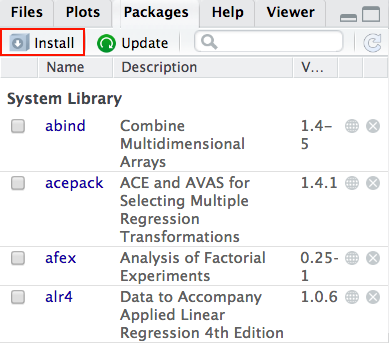 Files Plots Packages Help Viewer
Install Update
Name Description V...
System Library
abind Combine 1.4-
Multidimensional 5
Arrays
acepack ACE and AVAS for 1.4.1
Selecting Multiple
Regression
Transformations
afex Analysis of Factorial 0.25-
Experiments 1
alr4 Data to Accompany 1.0.6
Applied Linear
Regression 4th Edition